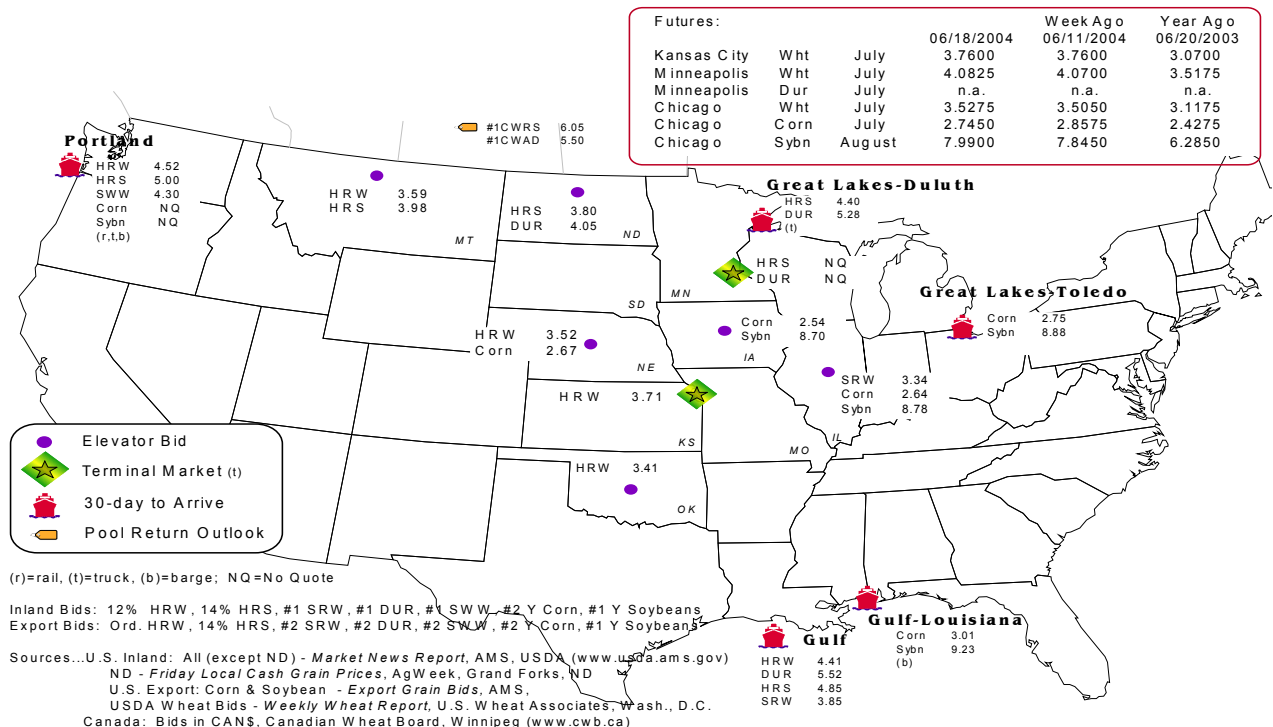 Futures: Week Ago Year Ago
06/18/2004 06/11/2004 06/20/2003
Kansas City Wht July 3.7600 3.7600 3.0700
Minneapolis Wht July 4.0825 4.0700 3.5175
Minneapolis Dur July n.a. n.a. n.a.
Chicago Wht July 3.5275 3.5050 3.1175
Chicago Corn July 2.7450 2.8575 2.4275
Chicago Sybn August 7.9900 7.8450 6.2850
#1CWRS 6.05
#1CWAD 5.50
Portland
HRW 4.52
HRS 5.00
SWW 4.30
Corn NQ
Sybn NQ
(r,t,b)
HRW 3.59
HRS 3.98
MT
HRS 3.80
DUR 4.05
ND
Great Lakes-Duluth
HRS 4.40
DUR 5.28
(t)
HRS NQ
DUR NQ
MN
SD
Great Lakes-Toledo
Corn 2.75
Sybn 8.88
Corn 2.54
Sybn 8.70
IA
HRW 3.52
Corn 2.67
NE
SRW 3.34
Corn 2.64
Sybn 8.78
IL
HRW 3.71
KS
MO
HRW 3.41
OK
Elevator Bid
Terminal Market (t)
30-day to Arrive
Pool Return Outlook
(r)=rail, (t)=truck, (b)=barge; NQ=No Quote
Inland Bids: 12% HRW, 14% HRS, #1 SRW, #1 DUR, #1 SWW, #2 Y Corn, #1 Y Soybeans
Export Bids: Ord. HRW, 14% HRS, #2 SRW, #2 DUR, #2 SWW, #2 Y Corn, #1 Y Soybeans
Gulf-Louisiana
Corn 3.01
Sybn 9.23
(b)
Gulf
HRW 4.41
DUR 5.52
HRS 4.85
SRW 3.85
Sources...U.S. Inland: All (except ND) - Market News Report, AMS, USDA (www.usda.ams.gov)
ND - Friday Local Cash Grain Prices, AgWeek, Grand Forks, ND
U.S. Export: Corn & Soybean - Export Grain Bids, AMS,
USDA Wheat Bids - Weekly Wheat Report, U.S. Wheat Associates, Wash., D.C.
Canada: Bids in CAN$, Canadian Wheat Board, Winnipeg (www.cwb.ca)